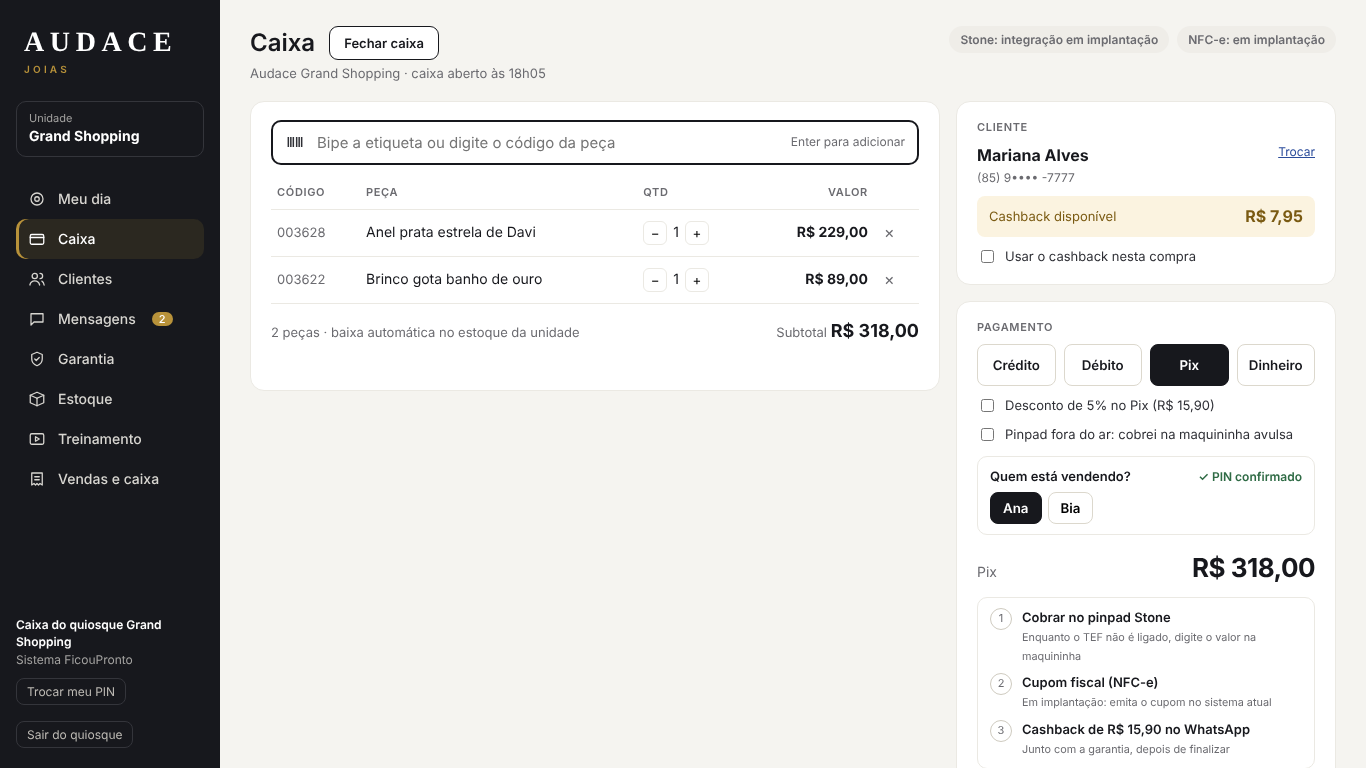 AUDACE
JOIAS
Unidade
Grand Shopping
Meu dia
Caixa
Clientes
Mensagens 2
Garantia
Estoque
Treinamento
Vendas e caixa
Caixa do quiosque Grand
Shopping
Sistema FicouPronto
Trocar meu PIN
Sair do quiosque
Caixa
Fechar caixa
Audace Grand Shopping · caixa aberto às 18h05
Stone: integração em implantação
NFC-e: em implantação
Bipe a etiqueta ou digite o código da peça
Enter para adicionar
CÓDIGO PEÇA QTD VALOR
003628 Anel prata estrela de Davi − 1 + R$ 229,00 ×
003622 Brinco gota banho de ouro − 1 + R$ 89,00 ×
2 peças · baixa automática no estoque da unidade
Subtotal R$ 318,00
CLIENTE
Mariana Alves
Trocar
(85) 9•••• -7777
Cashback disponível R$ 7,95
Usar o cashback nesta compra
PAGAMENTO
Crédito Débito Pix Dinheiro
Desconto de 5% no Pix (R$ 15,90)
Pinpad fora do ar: cobrei na maquininha avulsa
Quem está vendendo?
✓ PIN confirmado
Ana Bia
Pix R$ 318,00
1 Cobrar no pinpad Stone
Enquanto o TEF não é ligado, digite o valor na
maquininha
2 Cupom fiscal (NFC-e)
Em implantação: emita o cupom no sistema atual
3 Cashback de R$ 15,90 no WhatsApp
Junto com a garantia, depois de finalizar